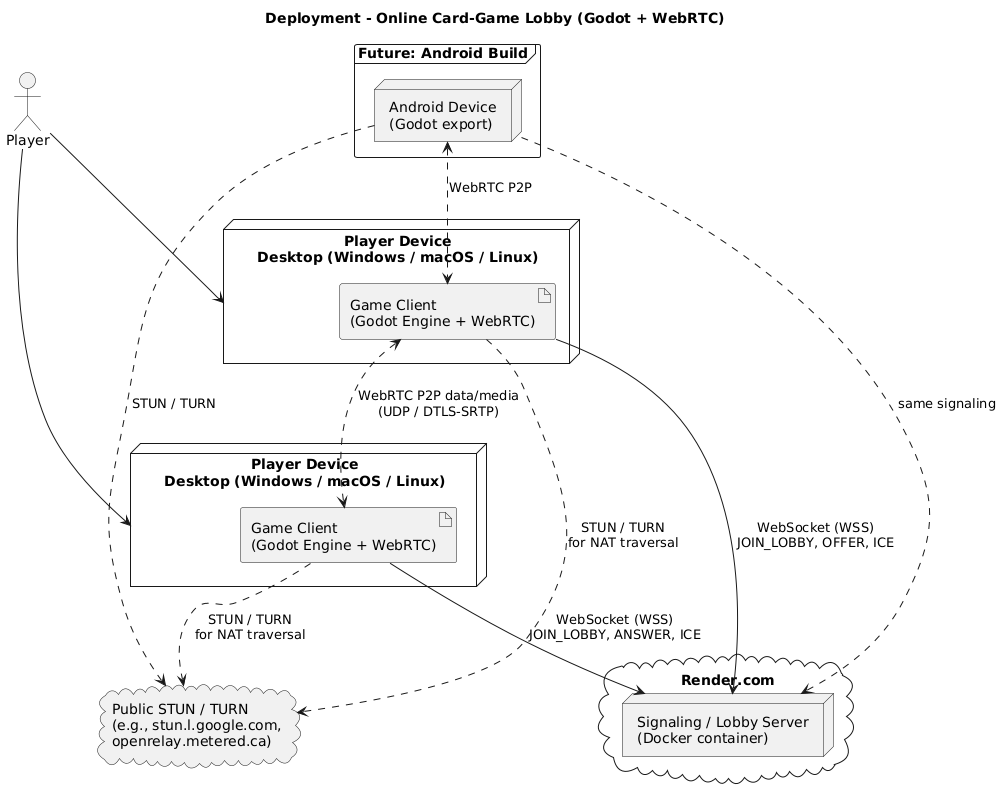 Deployment - Online Card-Game Lobby (Godot + WebRTC)
Future: Android Build
Android Device
(Godot export)
Player
WebRTC P2P
Player Device
Desktop (Windows / macOS / Linux)
Game Client
(Godot Engine + WebRTC)
STUN / TURN
WebRTC P2P data/media
(UDP / DTLS-SRTP)
same signaling
Player Device
Desktop (Windows / macOS / Linux)
Game Client
(Godot Engine + WebRTC)
STUN / TURN
for NAT traversal
WebSocket (WSS)
JOIN_LOBBY, OFFER, ICE
STUN / TURN
for NAT traversal
WebSocket (WSS)
JOIN_LOBBY, ANSWER, ICE
Render.com
Public STUN / TURN
(e.g., stun.l.google.com,
openrelay.metered.ca)
Signaling / Lobby Server
(Docker container)